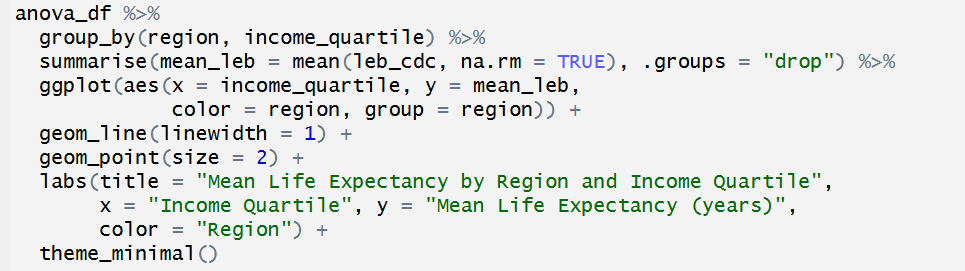 anova_df %>%
  group_by(region, income_quartile) %>%
  summarise(mean_leb = mean(leb_cdc, na.rm = TRUE), .groups = "drop") %>%
  ggplot(aes(x = income_quartile, y = mean_leb,
             color = region, group = region)) +
  geom_line(linewidth = 1) +
  geom_point(size = 2) +
  labs(title = "Mean Life Expectancy by Region and Income Quartile",
       x = "Income Quartile", y = "Mean Life Expectancy (years)",
       color = "Region") +
  theme_minimal()